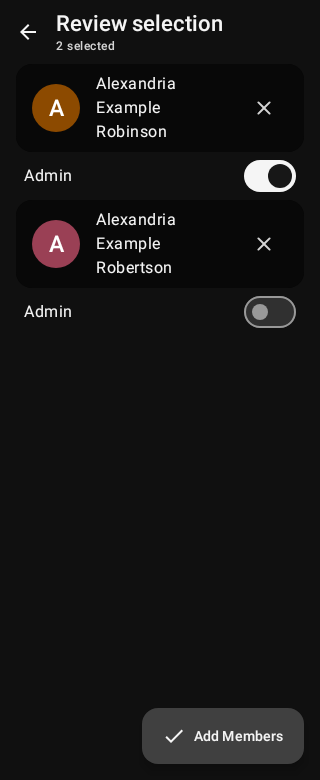 Review selection
2 selected
A
Alexandria
Example
Robinson
Admin
A
Alexandria
Example
Robertson
Admin
Add Members